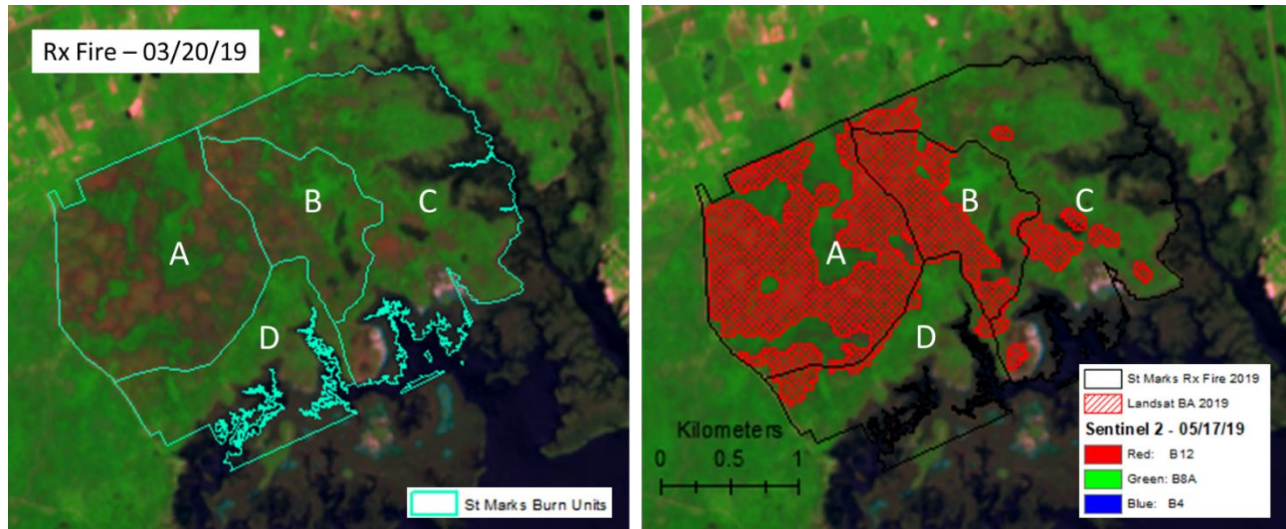 Rx Fire – 03/20/19
A
B
C
D
St Marks Burn Units
A
B
C
D
Kilometers
0 0.5 1
St Marks Rx Fire 2019
Landsat BA 2019
Sentinel 2 - 05/17/19
Red: B12
Green: B8A
Blue: B4